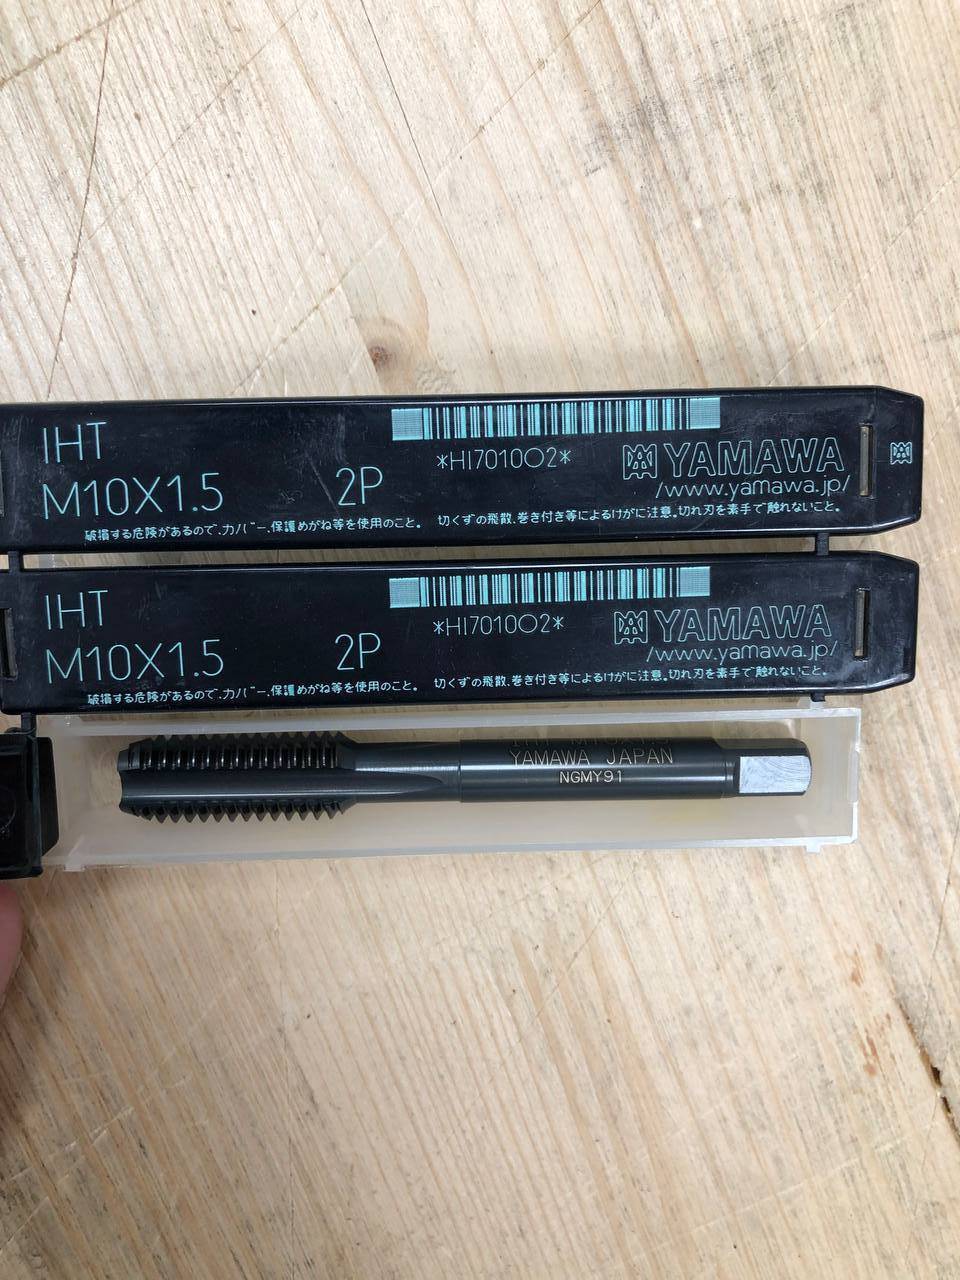 IHT
*HI7010O2*
YAMAWA
M10X1.5 2P
/www.yamawa.jp/
破損する危険があるので、カバー、保護めがね等を使用のこと。 切くずの飛散、巻き付き等によるけがに注意。切れ刃を素手で触れないこと。
IHT
*HI7010O2*
YAMAWA
M10X1.5 2P
/www.yamawa.jp/
破損する危険があるので、カバー、保護めがね等を使用のこと。 切くずの飛散、巻き付き等によるけがに注意。切れ刃を素手で触れないこと。
IHT M10X1.5
YAMAWA JAPAN
NGMY91